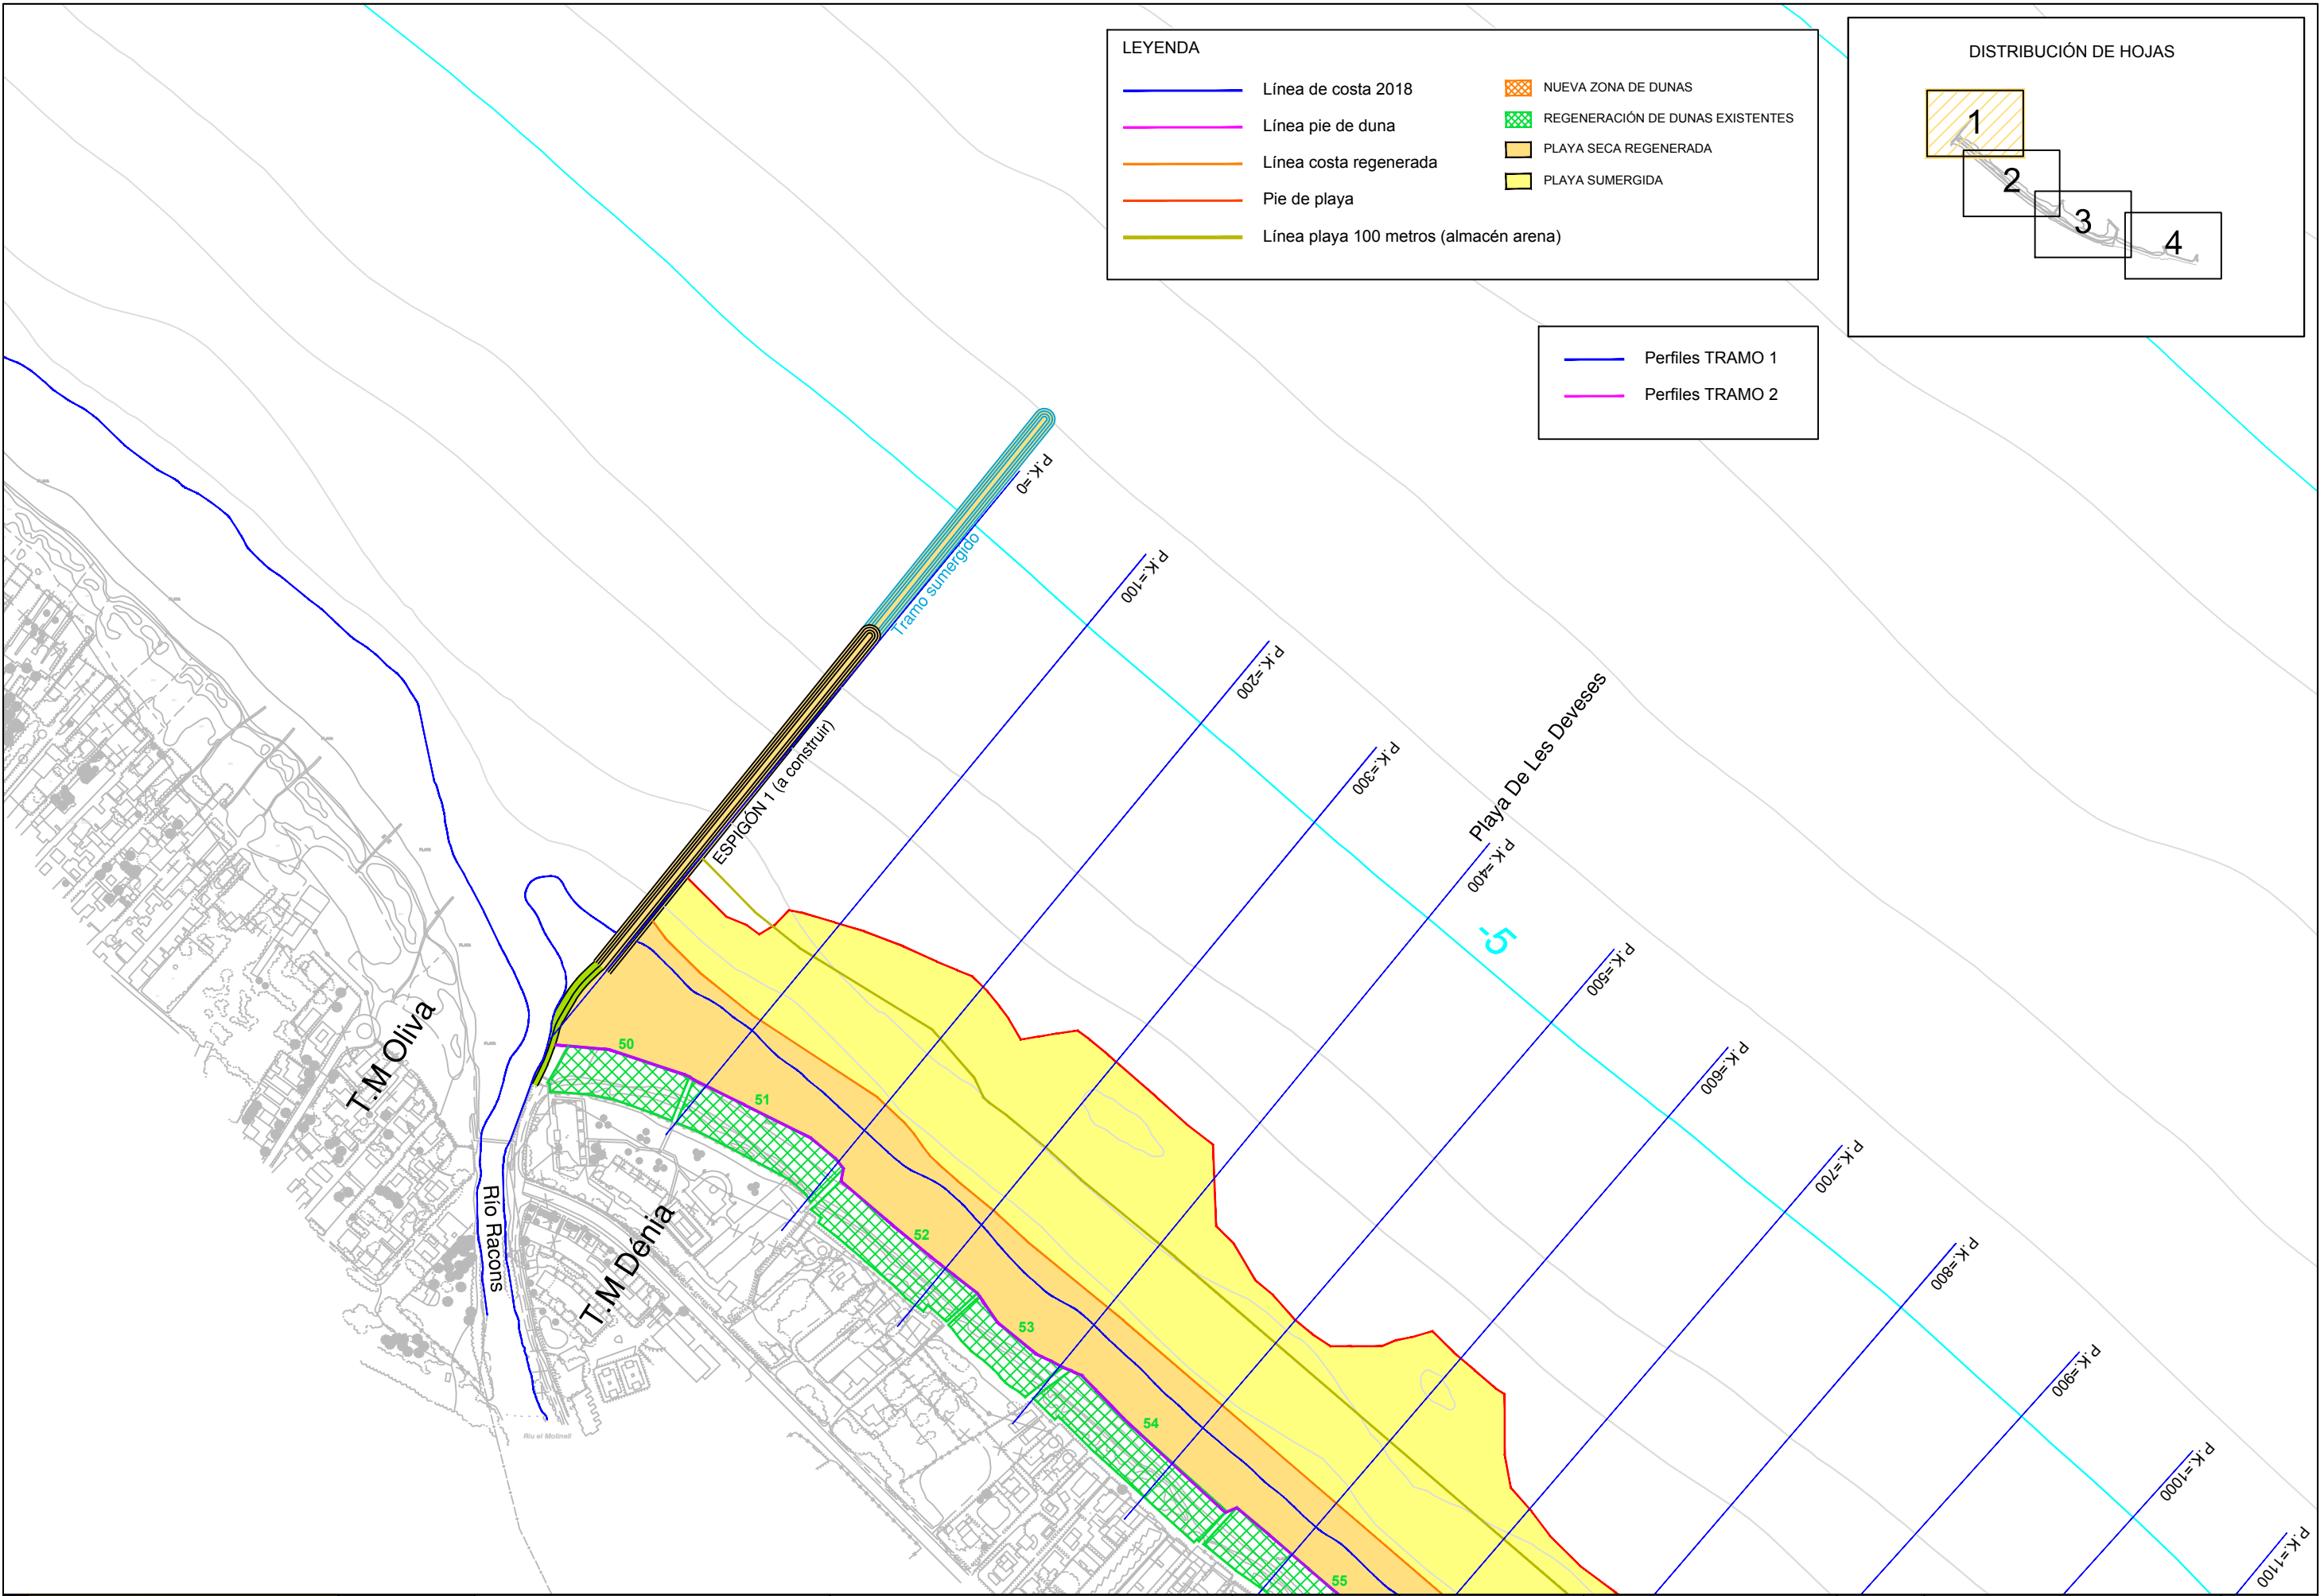 LEYENDA
Línea de costa 2018
Línea pie de duna
Línea costa regenerada
Pie de playa
Línea playa 100 metros (almacén arena)
NUEVA ZONA DE DUNAS
REGENERACIÓN DE DUNAS EXISTENTES
PLAYA SECA REGENERADA
PLAYA SUMERGIDA
DISTRIBUCIÓN DE HOJAS
1
2
3
4
Perfiles TRAMO 1
Perfiles TRAMO 2
P.K.=0
Tramo sumergido
P.K.=100
P.K.=200
P.K.=300
ESPIGÓN 1 (a construir)
Playa De Les Deveses
P.K.=400
-5
P.K.=500
P.K.=600
P.K.=700
P.K.=800
P.K.=900
P.K.=1000
P.K.=1100
T.M Oliva
Río Racons
T.M Dénia
50
51
52
53
54
55
Riu el Molinell